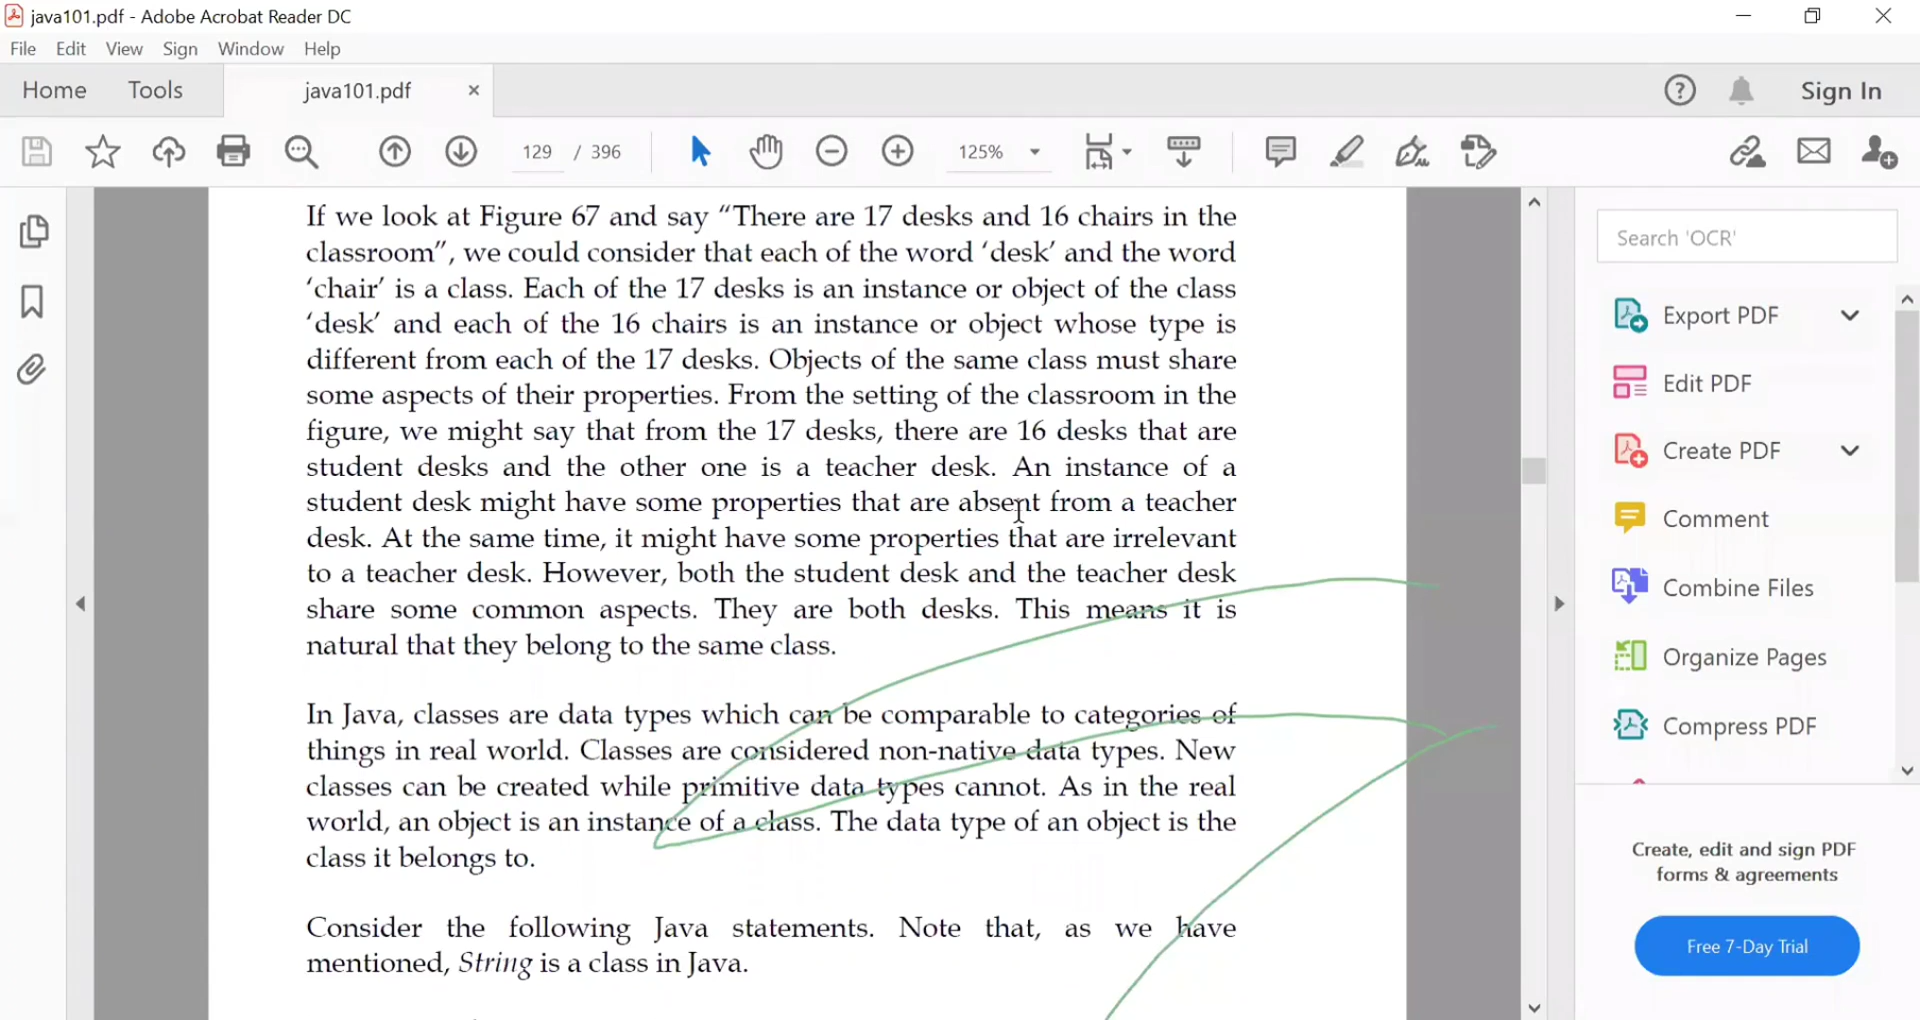 java101.pdf - Adobe Acrobat Reader DC
File Edit View Sign Window Help
Home Tools java101.pdf × Sign In
129 / 396 125%
If we look at Figure 67 and say “There are 17 desks and 16 chairs in the
classroom”, we could consider that each of the word ‘desk’ and the word
‘chair’ is a class. Each of the 17 desks is an instance or object of the class
‘desk’ and each of the 16 chairs is an instance or object whose type is
different from each of the 17 desks. Objects of the same class must share
some aspects of their properties. From the setting of the classroom in the
figure, we might say that from the 17 desks, there are 16 desks that are
student desks and the other one is a teacher desk. An instance of a
student desk might have some properties that are absent from a teacher
desk. At the same time, it might have some properties that are irrelevant
to a teacher desk. However, both the student desk and the teacher desk
share some common aspects. They are both desks. This means it is
natural that they belong to the same class.
In Java, classes are data types which can be comparable to categories of
things in real world. Classes are considered non-native data types. New
classes can be created while primitive data types cannot. As in the real
world, an object is an instance of a class. The data type of an object is the
class it belongs to.
Consider the following Java statements. Note that, as we have
mentioned, String is a class in Java.
Search 'OCR'
Export PDF
Edit PDF
Create PDF
Comment
Combine Files
Organize Pages
Compress PDF
Create, edit and sign PDF
forms & agreements
Free 7-Day Trial